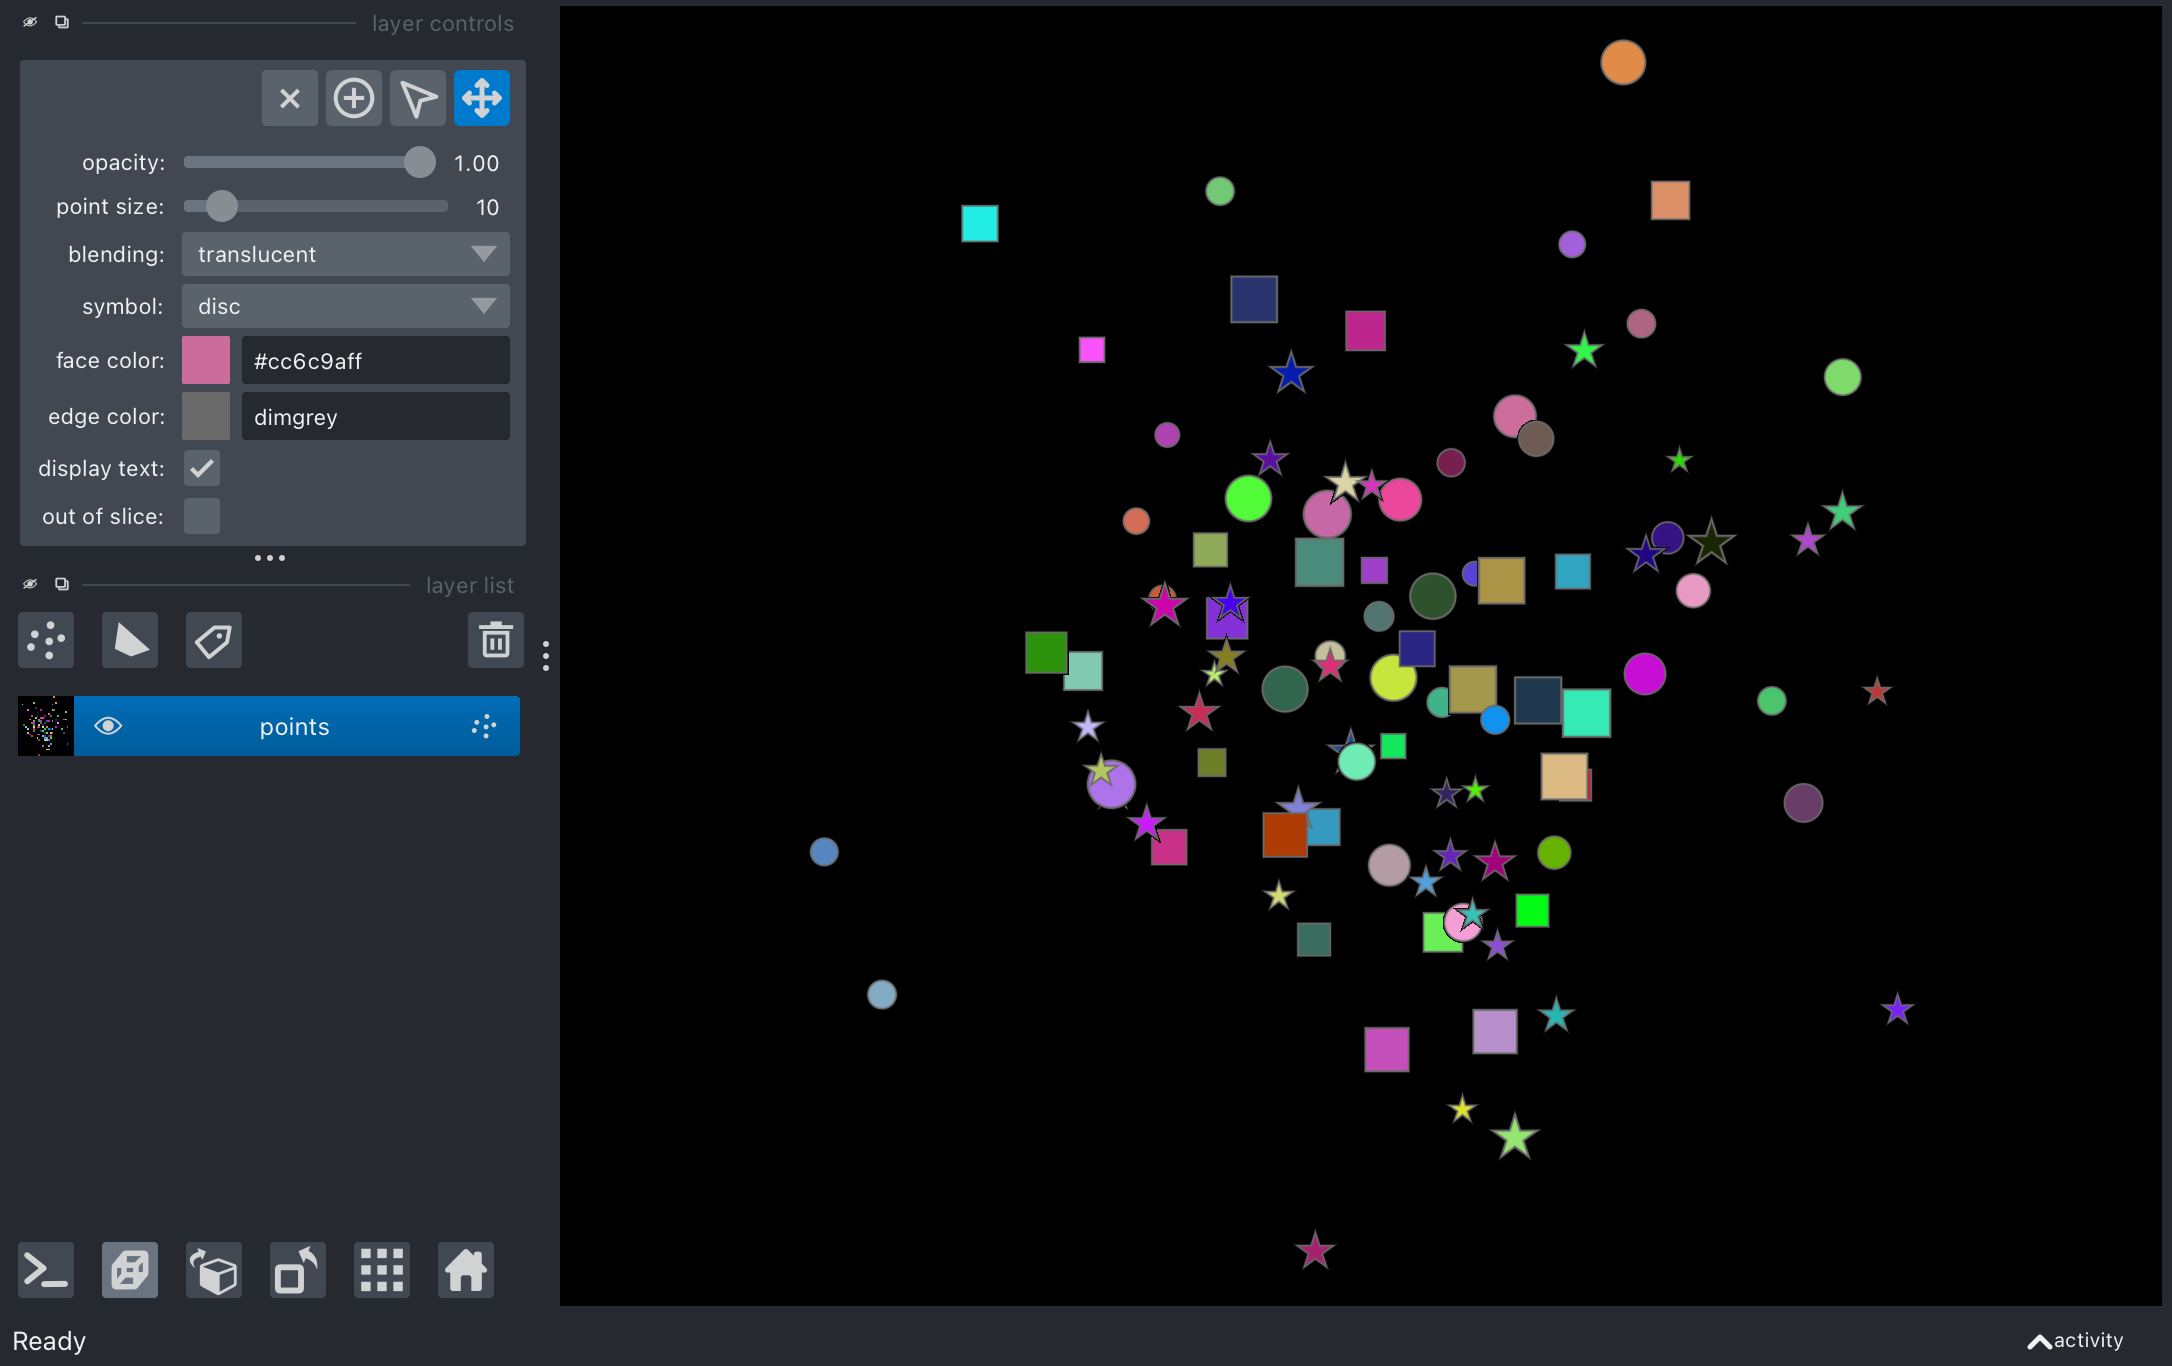 layer controls
opacity: 1.00
point size: 10
blending: translucent
symbol: disc
face color: #cc6c9aff
edge color: dimgrey
display text:
out of slice:
layer list
points
Ready
activity